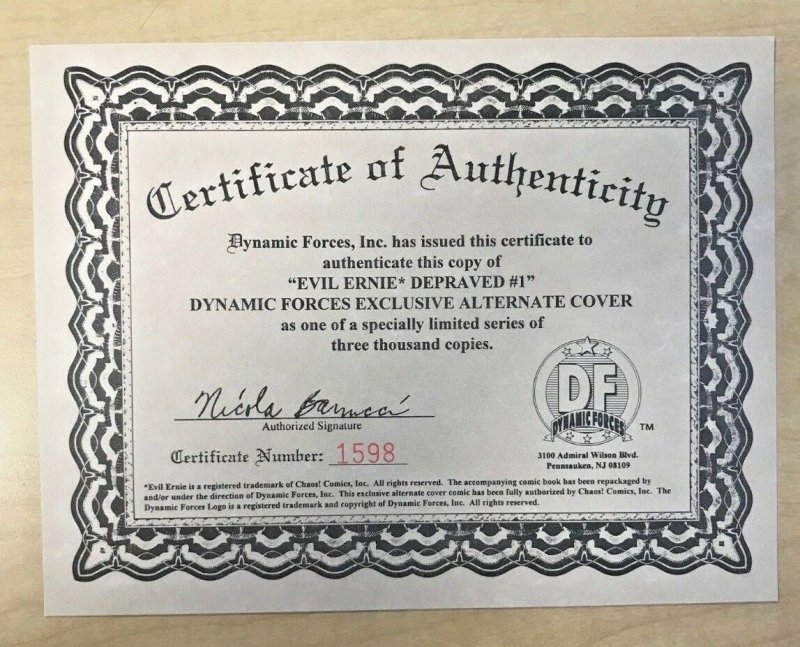 Certificate of Authenticity
Dynamic Forces, Inc. has issued this certificate to
authenticate this copy of
“EVIL ERNIE* DEPRAVED #1”
DYNAMIC FORCES EXCLUSIVE ALTERNATE COVER
as one of a specially limited series of
three thousand copies.
Nicola Barrucci
Authorized Signature
Certificate Number: 1598
DF
DYNAMIC FORCES
TM
3100 Admiral Wilson Blvd.
Pennsauken, NJ 08109
*Evil Ernie is a registered trademark of Chaos! Comics, Inc. All rights reserved. The accompanying comic book has been repackaged by
and/or under the direction of Dynamic Forces, Inc. This exclusive alternate cover comic has been fully authorized by Chaos! Comics, Inc. The
Dynamic Forces Logo is a registered trademark and copyright of Dynamic Forces, Inc. All rights reserved.